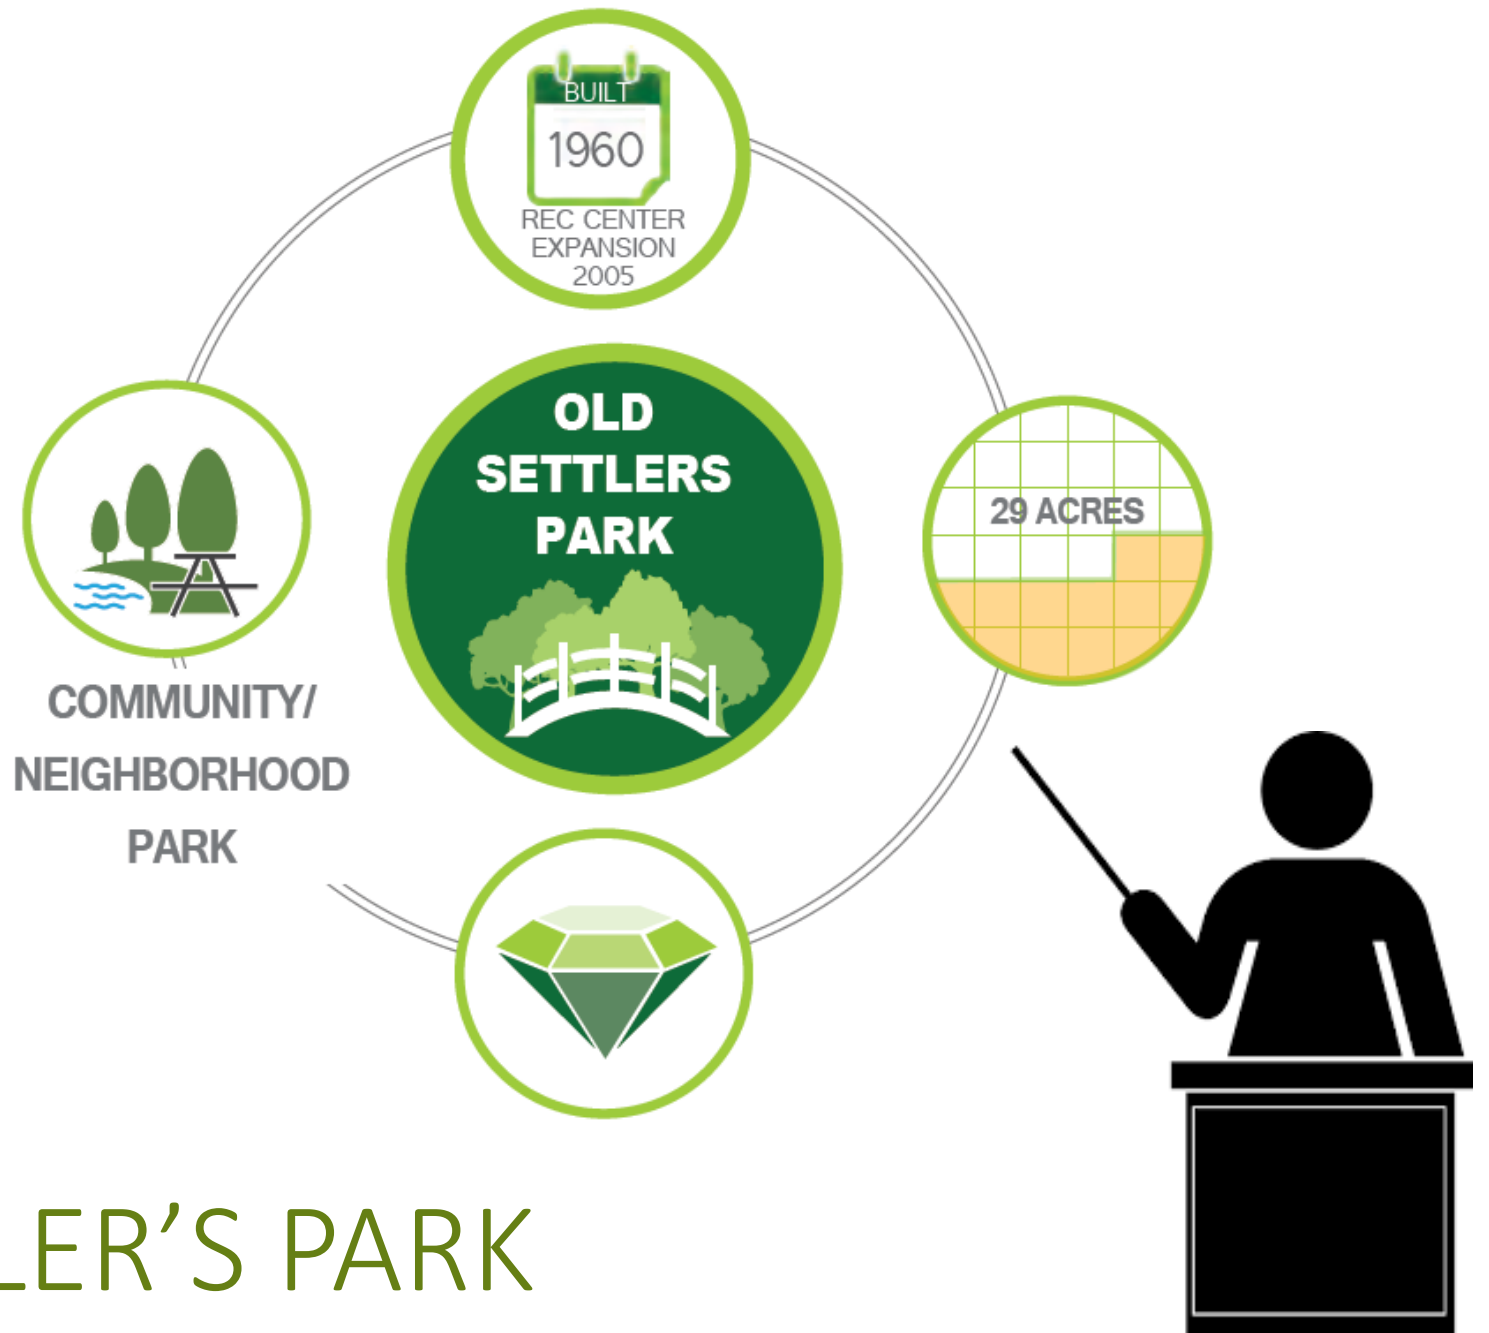 BUILT
1960
REC CENTER
EXPANSION
2005
OLD
SETTLERS
PARK
29 ACRES
COMMUNITY/
NEIGHBORHOOD
PARK
LER’S PARK